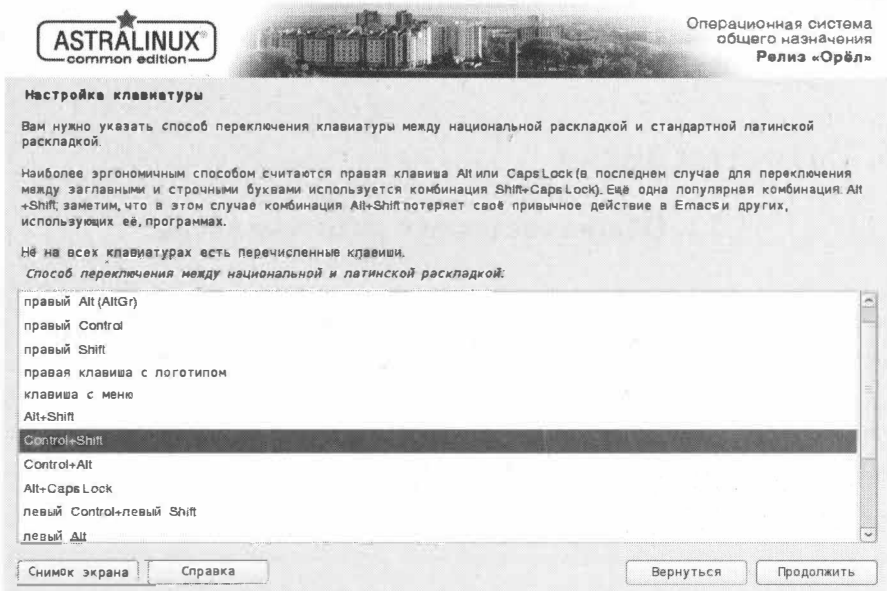 ASTRALINUX®
common edition
Операционная система
общего назначения
Релиз «Орёл»
Настройка клавиатуры
Вам нужно указать способ переключения клавиатуры между национальной раскладкой и стандартной латинской
раскладкой.
Наиболее эргономичным способом считаются правая клавиша Alt или Caps Lock (в последнем случае для переключения
между заглавными и строчными буквами используется комбинация Shift+Caps Lock). Ещё одна популярная комбинация: Alt
+Shift; заметим, что в этом случае комбинация Alt+Shift потеряет своё привычное действие в Emacs и других,
использующих её, программах.
Не на всех клавиатурах есть перечисленные клавиши.
Способ переключения между национальной и латинской раскладкой:
правый Alt (AltGr)
правый Control
правый Shift
правая клавиша с логотипом
клавиша с меню
Alt+Shift
Control+Shift
Control+Alt
Alt+Caps Lock
левый Control+левый Shift
левый Alt
Снимок экрана
Справка
Вернуться
Продолжить